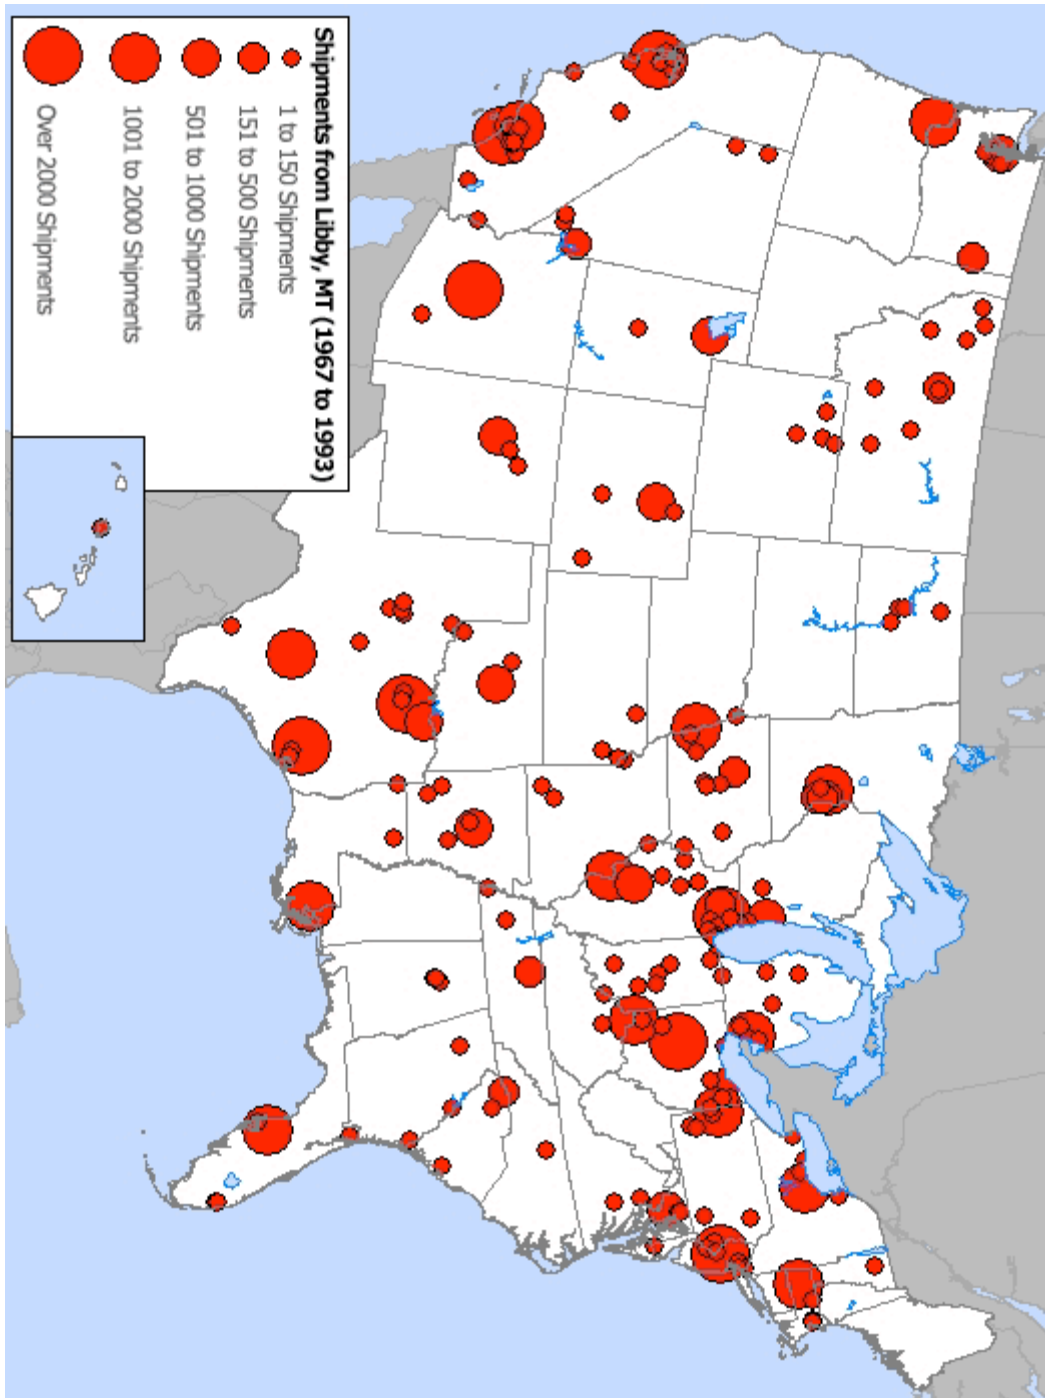 Shipments from Libby, MT (1967 to 1993)
1 to 150 Shipments
151 to 500 Shipments
501 to 1000 Shipments
1001 to 2000 Shipments
Over 2000 Shipments